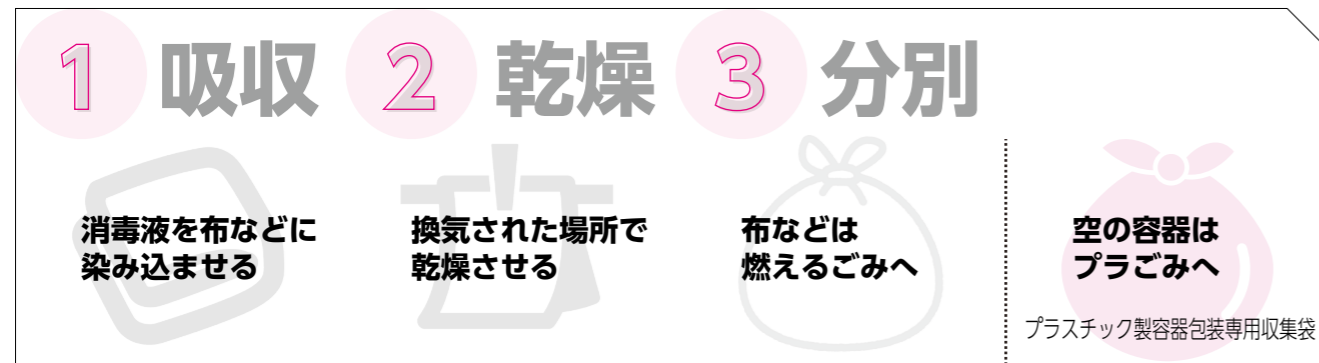 1 吸収
2 乾燥
3 分別
消毒液を布などに
染み込ませる
換気された場所で
乾燥させる
布などは
燃えるごみへ
空の容器は
プラごみへ
プラスチック製容器包装専用収集袋